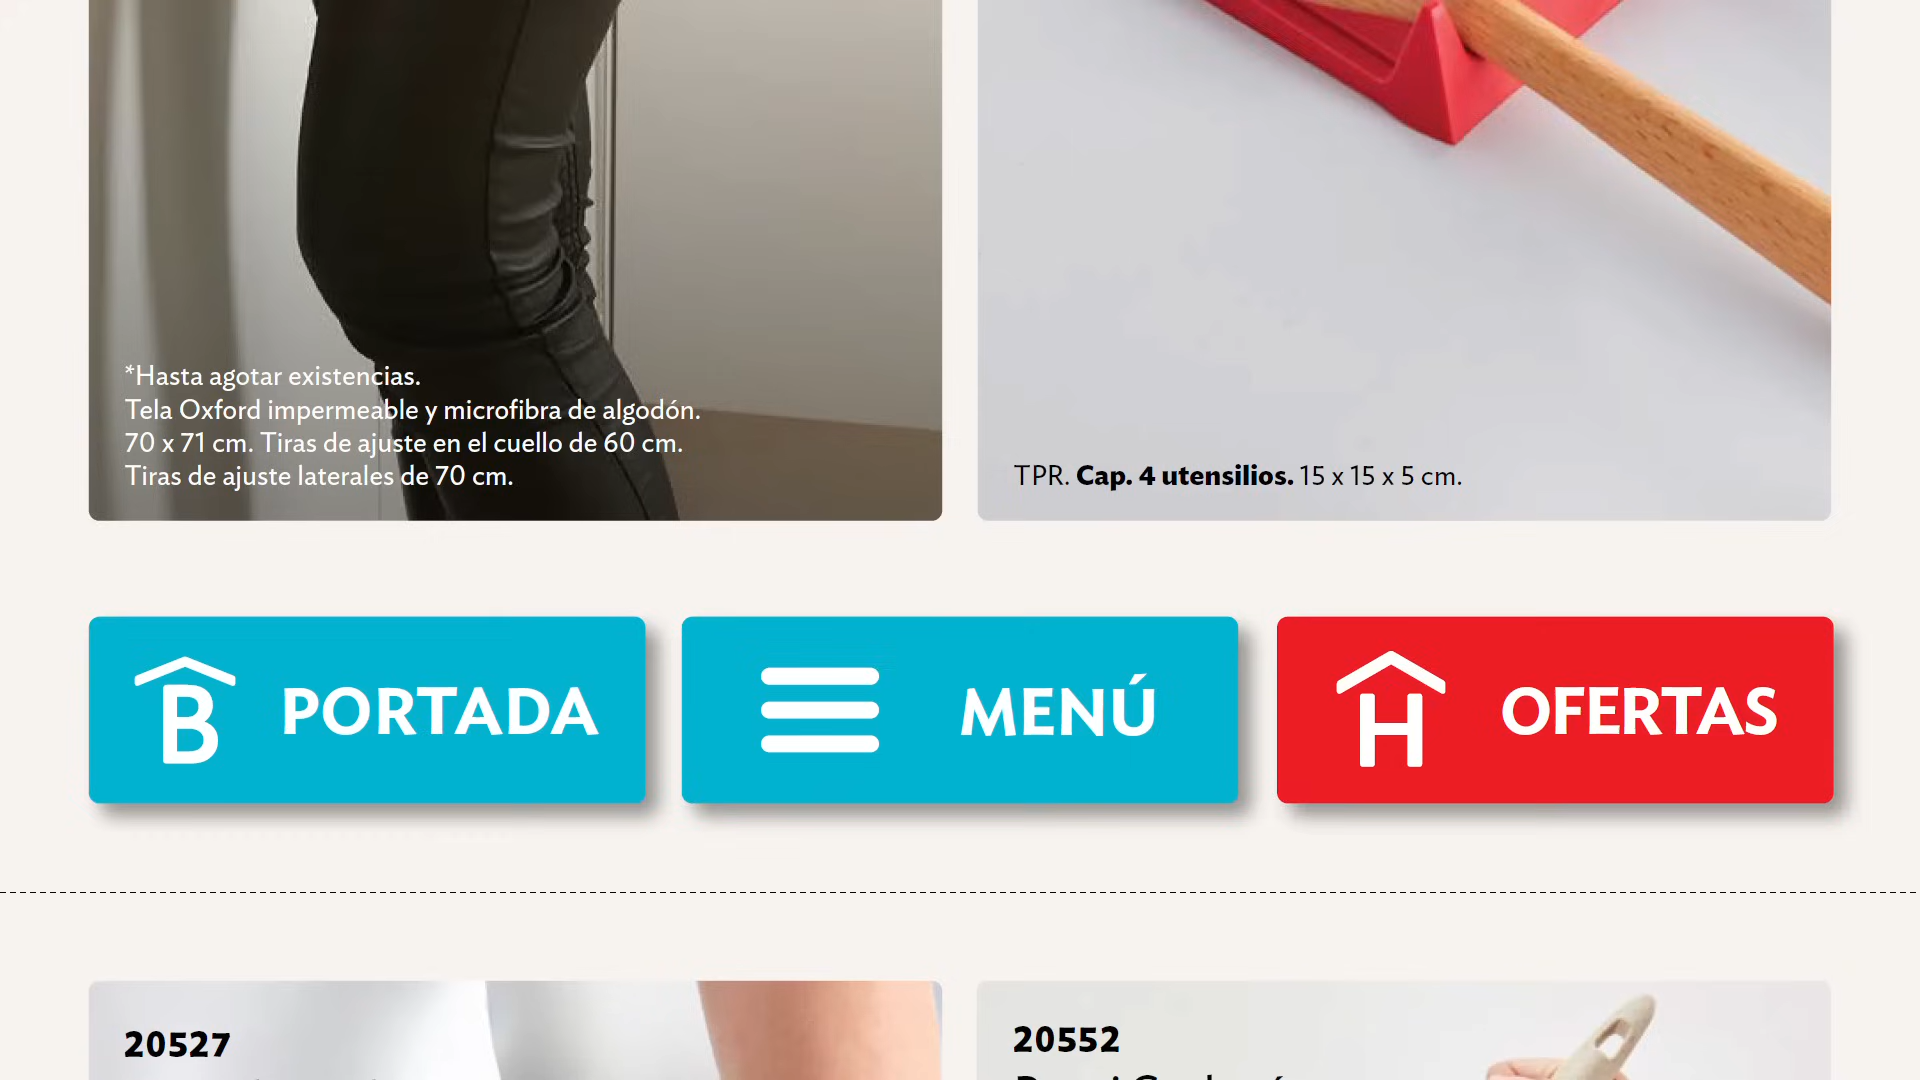 *Hasta agotar existencias.
Tela Oxford impermeable y microfibra de algodón.
70 x 71 cm. Tiras de ajuste en el cuello de 60 cm.
Tiras de ajuste laterales de 70 cm.
TPR. Cap. 4 utensilios. 15 x 15 x 5 cm.
B PORTADA
MENÚ
H OFERTAS
20527
20552